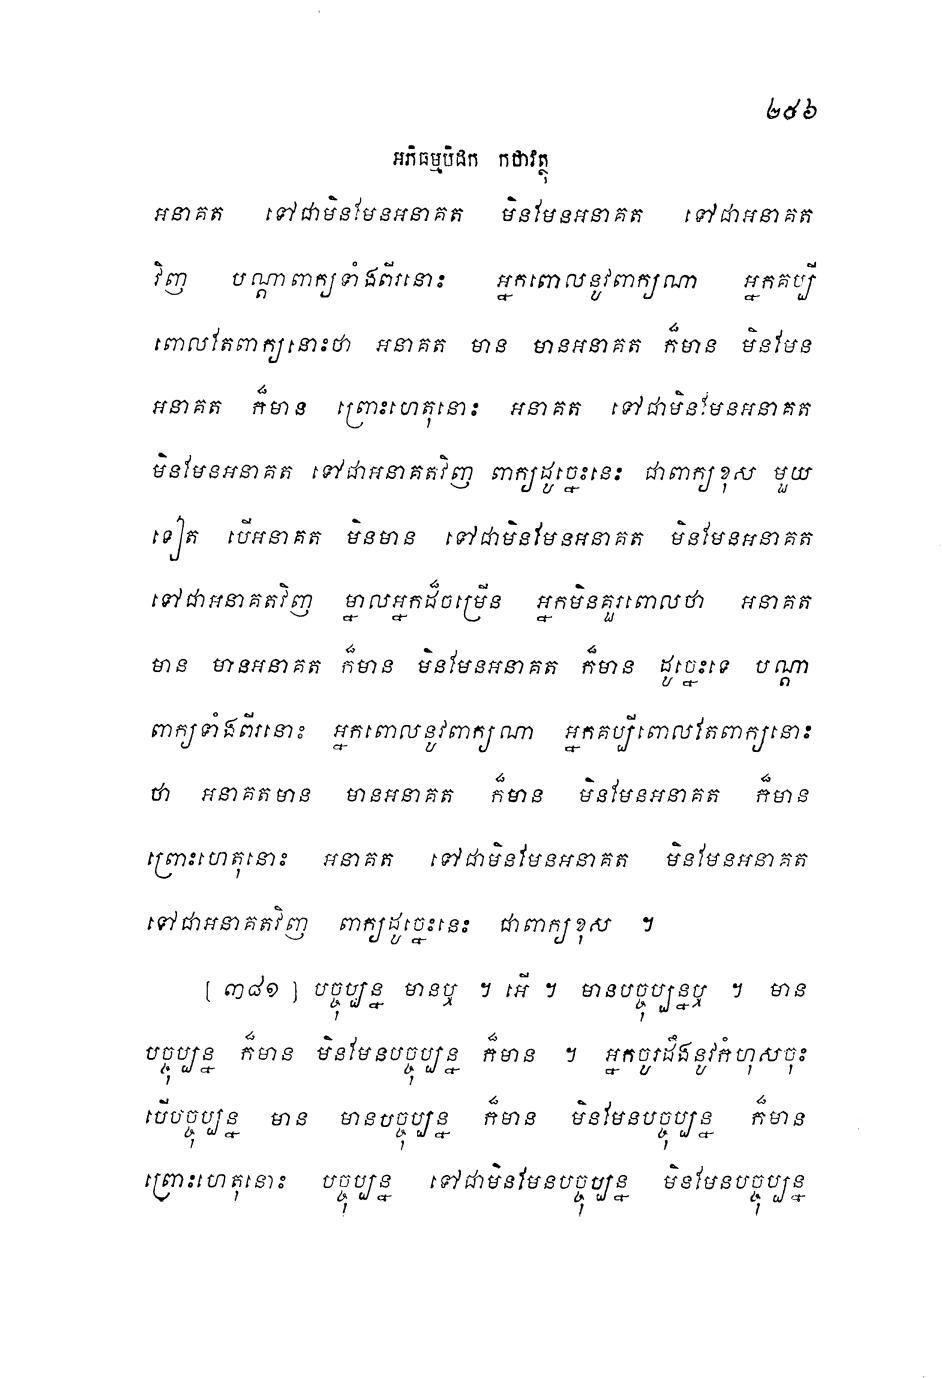 ២៩៦
អភិធម្មបិដក កថាវត្ថុ
អនាគត ទៅជាមិនមែនអនាគត មិនមែនអនាគត ទៅជាអនាគត
វិញ បណ្តាពាក្យទាំងពីរនោះ អ្នកពោលនូវពាក្យណា អ្នកគប្បី
ពោលតែពាក្យនោះថា អនាគត មាន មានអនាគត ក៏មាន មិនមែន
អនាគត ក៏មាន ព្រោះហេតុនោះ អនាគត ទៅជាមិនមែនអនាគត
មិនមែនអនាគត ទៅជាអនាគតវិញ ពាក្យដូច្នេះនេះ ជាពាក្យខុស មួយ
ទៀត បើអនាគត មិនមាន ទៅជាមិនមែនអនាគត មិនមែនអនាគត
ទៅជាអនាគតវិញ ម្នាលអ្នកដ៏ចម្រើន អ្នកមិនគួរពោលថា អនាគត
មាន មានអនាគត ក៏មាន មិនមែនអនាគត ក៏មាន ដូច្នេះទេ បណ្តា
ពាក្យទាំងពីរនោះ អ្នកពោលនូវពាក្យណា អ្នកគប្បីពោលតែពាក្យនោះ
ថា អនាគតមាន មានអនាគត ក៏មាន មិនមែនអនាគត ក៏មាន
ព្រោះហេតុនោះ អនាគត ទៅជាមិនមែនអនាគត មិនមែនអនាគត
ទៅជាអនាគតវិញ ពាក្យដូច្នេះនេះ ជាពាក្យខុស ។
[ ៣៨១ ] បច្ចុប្បន្ន មានឬ ។ អើ ។ មានបច្ចុប្បន្នឬ ។ មាន
បច្ចុប្បន្ន ក៏មាន មិនមែនបច្ចុប្បន្ន ក៏មាន ។ អ្នកចូរដឹងនូវកំហុសចុះ
បើបច្ចុប្បន្ន មាន មានបច្ចុប្បន្ន ក៏មាន មិនមែនបច្ចុប្បន្ន ក៏មាន
ព្រោះហេតុនោះ បច្ចុប្បន្ន ទៅជាមិនមែនបច្ចុប្បន្ន មិនមែនបច្ចុប្បន្ន